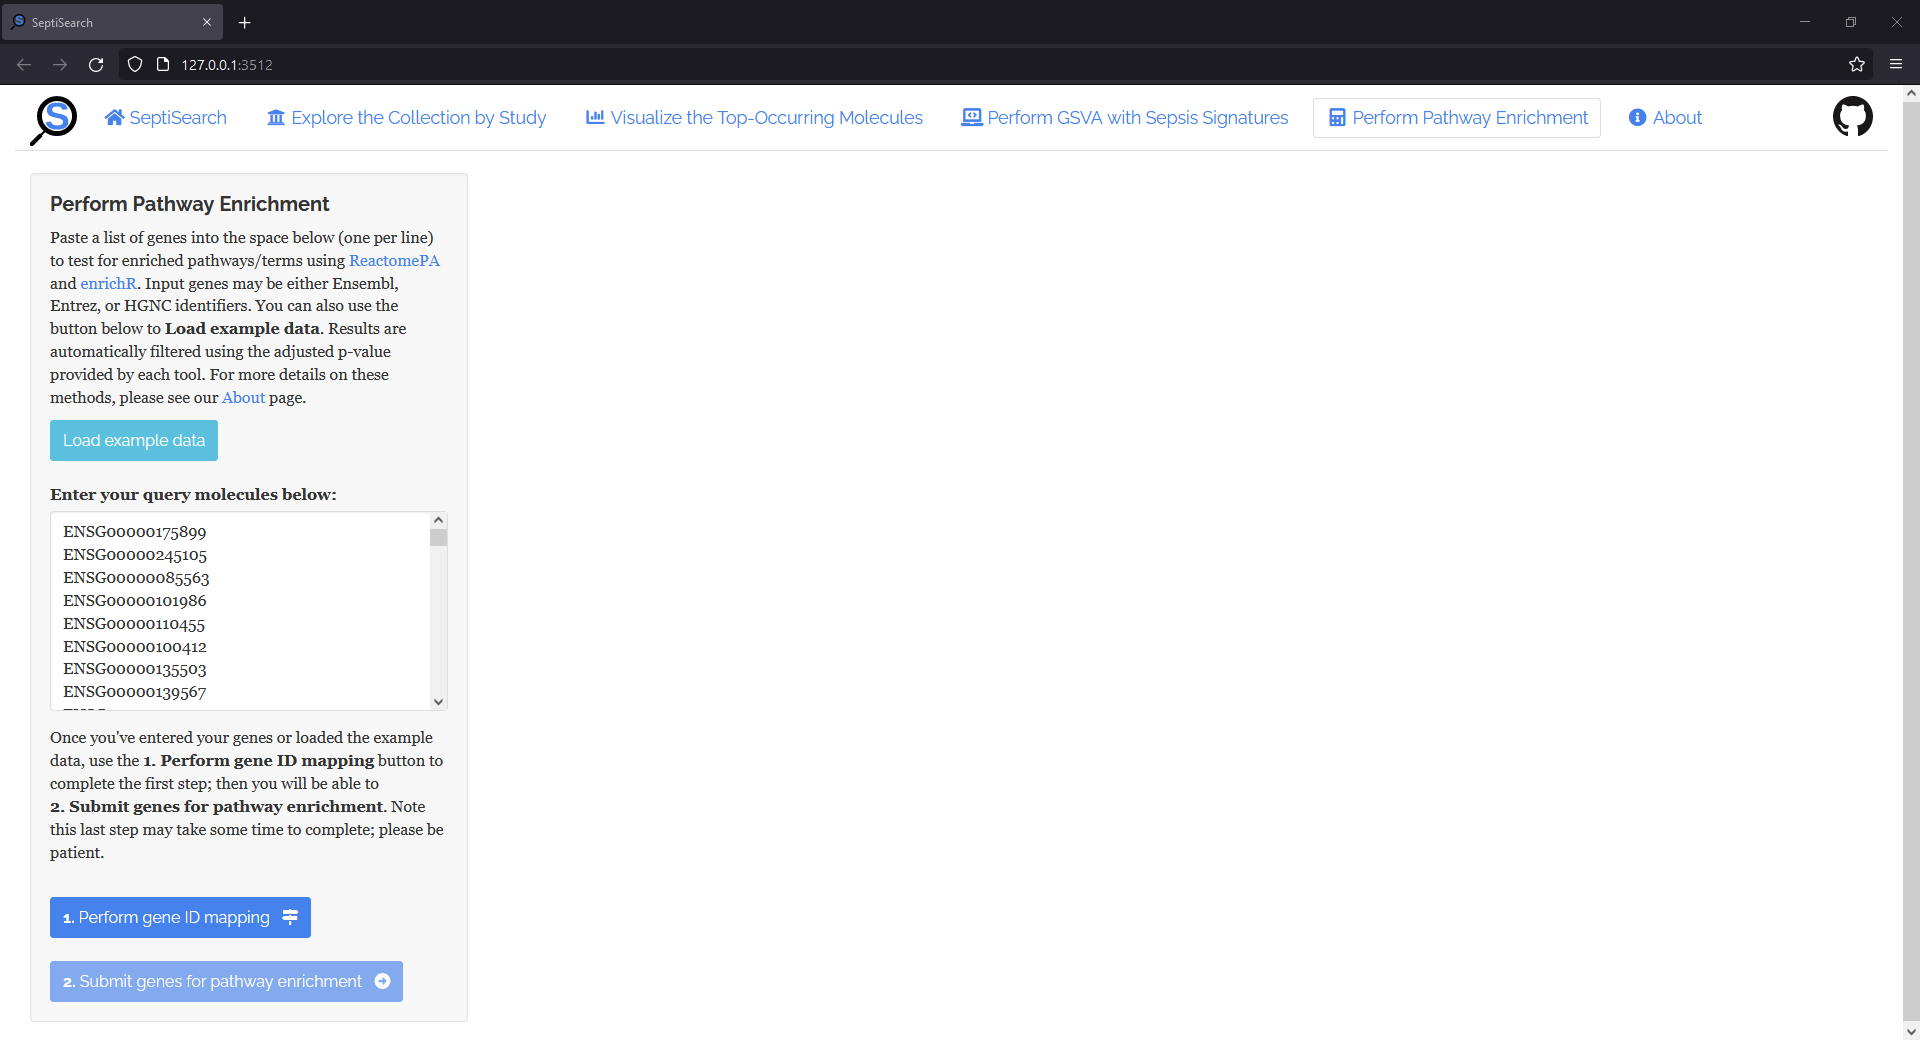 SeptiSearch
127.0.0.1:3512
S
SeptiSearch
Explore the Collection by Study
Visualize the Top-Occurring Molecules
Perform GSVA with Sepsis Signatures
Perform Pathway Enrichment
About
Perform Pathway Enrichment
Paste a list of genes into the space below (one per line)
to test for enriched pathways/terms using ReactomePA
and enrichR. Input genes may be either Ensembl,
Entrez, or HGNC identifiers. You can also use the
button below to Load example data. Results are
automatically filtered using the adjusted p-value
provided by each tool. For more details on these
methods, please see our About page.
Load example data
Enter your query molecules below:
ENSG00000175899
ENSG00000245105
ENSG00000085563
ENSG00000101986
ENSG00000110455
ENSG00000100412
ENSG00000135503
ENSG00000139567
Once you've entered your genes or loaded the example
data, use the 1. Perform gene ID mapping button to
complete the first step; then you will be able to
2. Submit genes for pathway enrichment. Note
this last step may take some time to complete; please be
patient.
1. Perform gene ID mapping
2. Submit genes for pathway enrichment